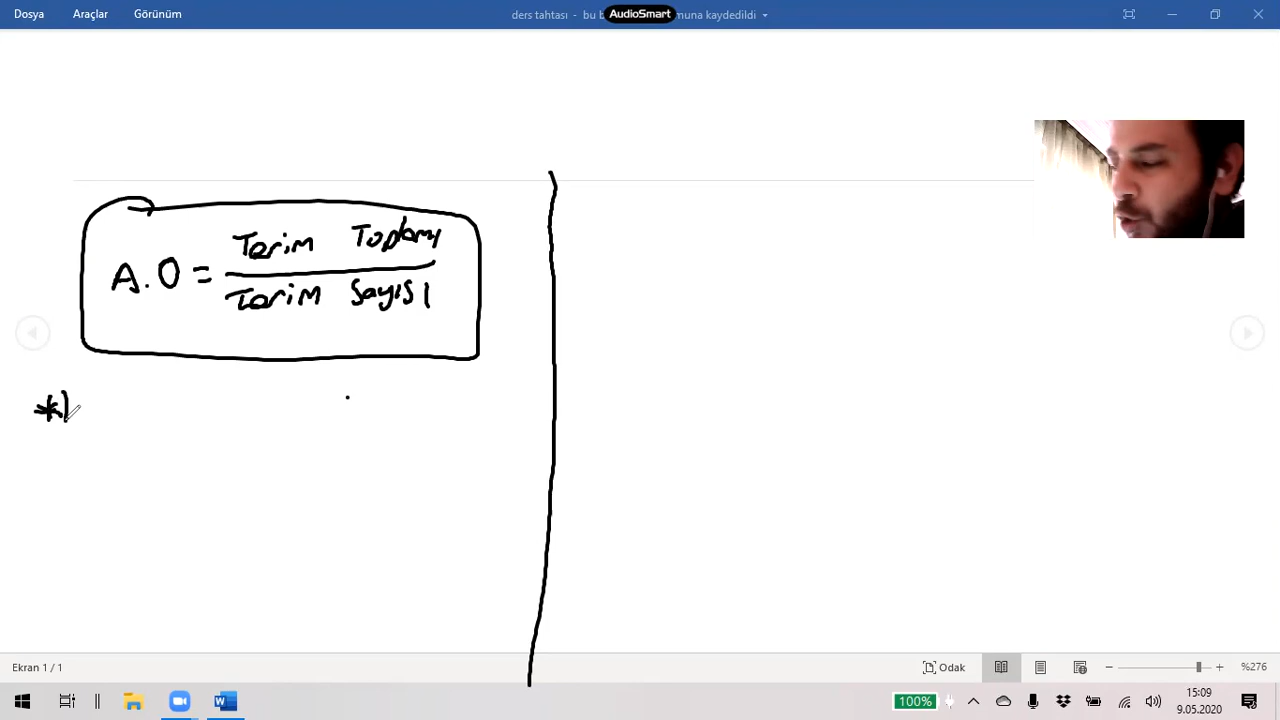 Dosya Araçlar Görünüm
ders tahtası - bu b AudioSmart muna kaydedildi
A.O = Terim Toplamı
Terim Sayısı
*)
Ekran 1 / 1
Odak
%276
100%
15:09
9.05.2020